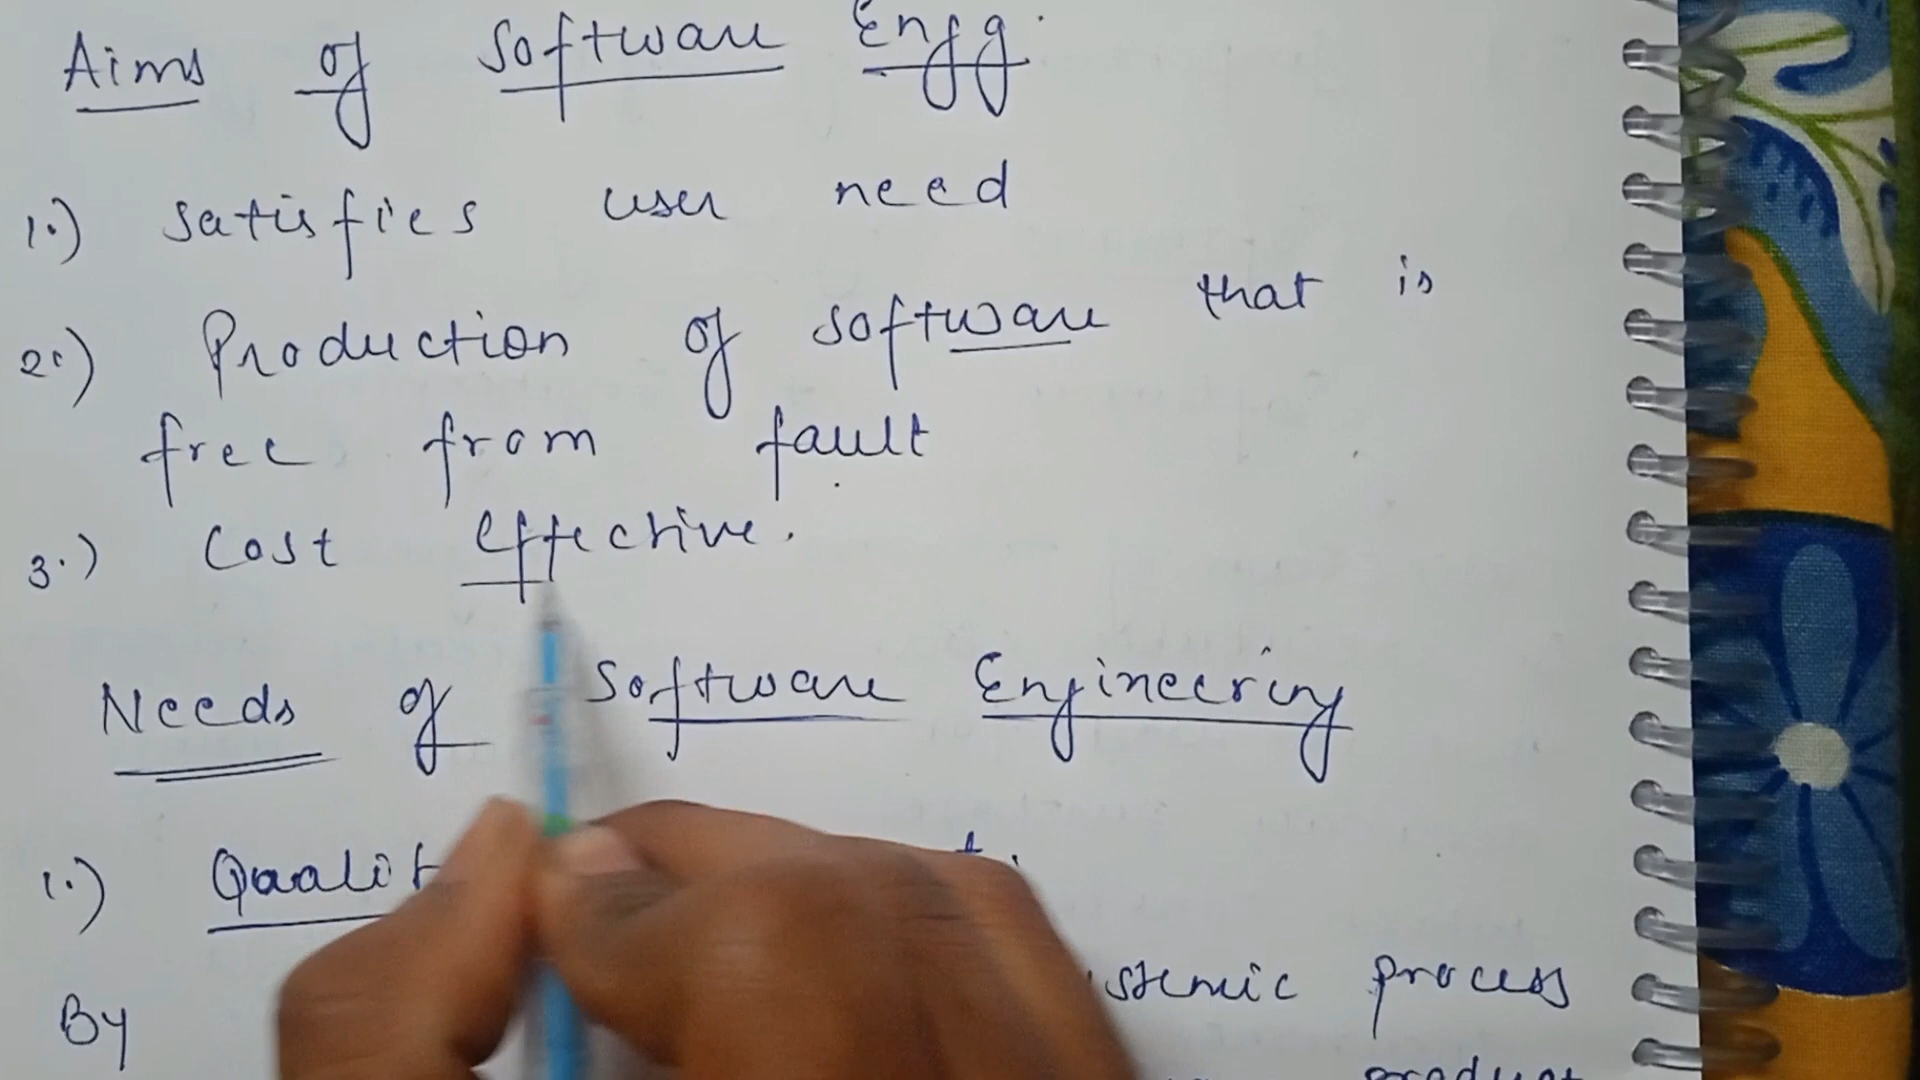 Aims of Software Engg.
1.) Satisfies user need
2.) Production of software that is
free from fault
3.) Cost effective.
Needs of Software Engineering
1.)
By process
product